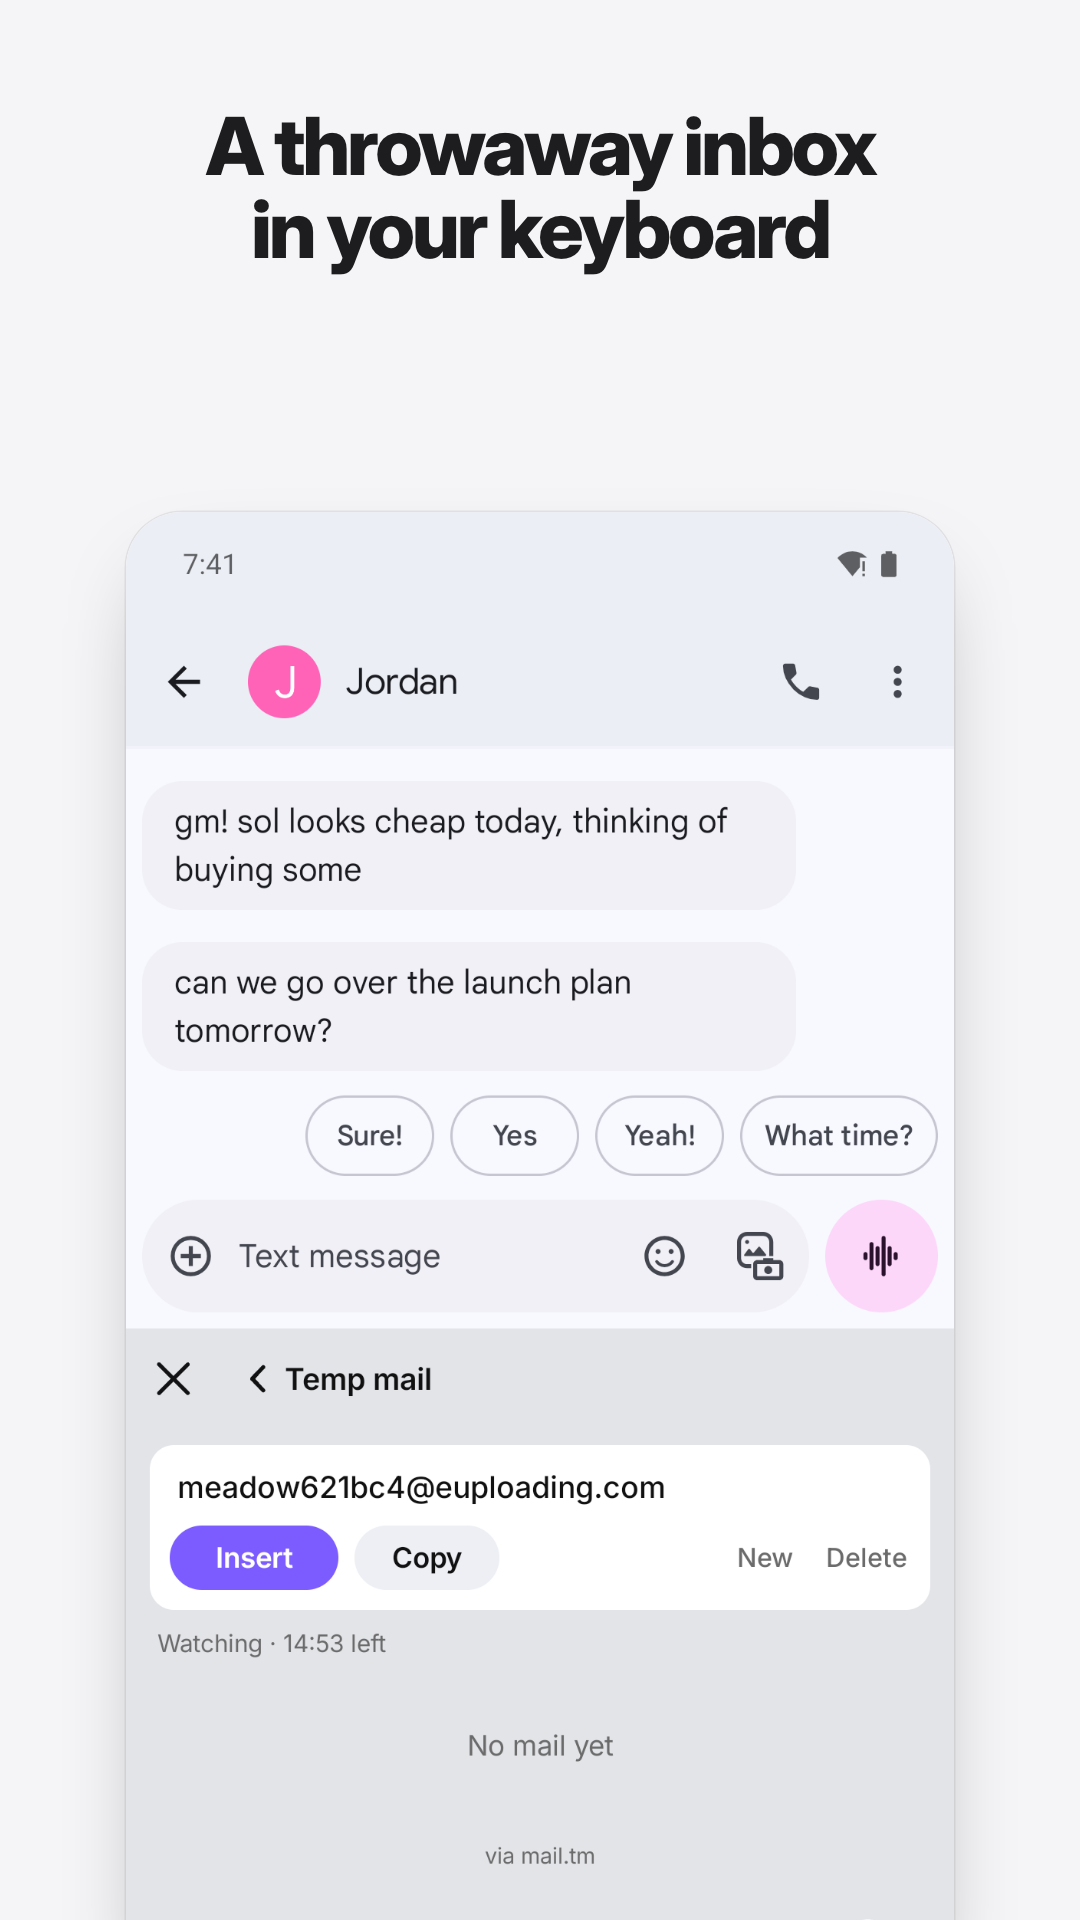 A throwaway inbox
in your keyboard
7:41
J Jordan
gm! sol looks cheap today, thinking of
buying some
can we go over the launch plan
tomorrow?
Sure! Yes Yeah! What time?
Text message
Temp mail
meadow621bc4@euploading.com
Insert Copy New Delete
Watching · 14:53 left
No mail yet
via mail.tm